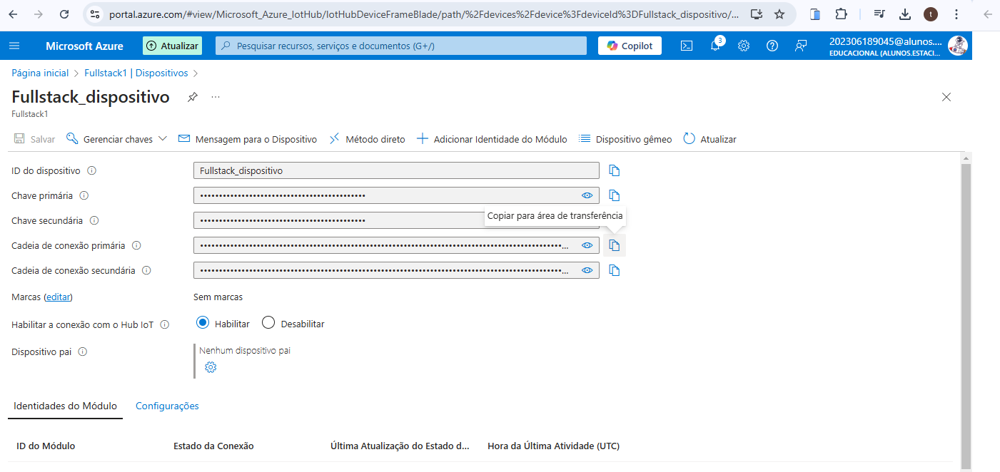 portal.azure.com/#view/Microsoft_Azure_IotHub/IotHubDeviceFrameBlade/path/%2Fdevices%2Fdevice%3FdeviceId%3DFullstack_dispositivo/... t
Microsoft Azure Atualizar Pesquisar recursos, serviços e documentos (G+/) Copilot 3 202306189045@alunos....
EDUCACIONAL (ALUNOS.ESTACI...
Página inicial > Fullstack1 | Dispositivos >
Fullstack_dispositivo ...
Fullstack1
Salvar Gerenciar chaves Mensagem para o Dispositivo Método direto Adicionar Identidade do Módulo Dispositivo gêmeo Atualizar
ID do dispositivo Fullstack_dispositivo
Chave primária
Chave secundária Copiar para área de transferência
Cadeia de conexão primária ...
Cadeia de conexão secundária ...
Marcas (editar) Sem marcas
Habilitar a conexão com o Hub IoT Habilitar Desabilitar
Dispositivo pai Nenhum dispositivo pai
Identidades do Módulo Configurações
ID do Módulo Estado da Conexão Última Atualização do Estado d... Hora da Última Atividade (UTC)